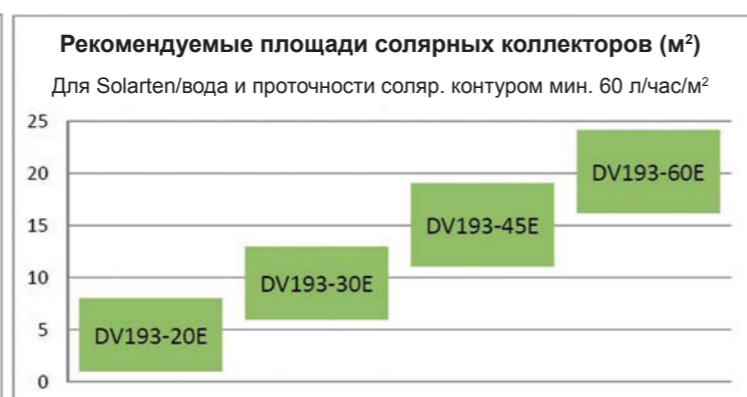 Рекомендуемые площади солярных коллекторов (м²)
Для Solarten/вода и проточности соляр. контуром мин. 60 л/час/м²
25
20
15
10
5
0
DV193-60E
DV193-45E
DV193-30E
DV193-20E